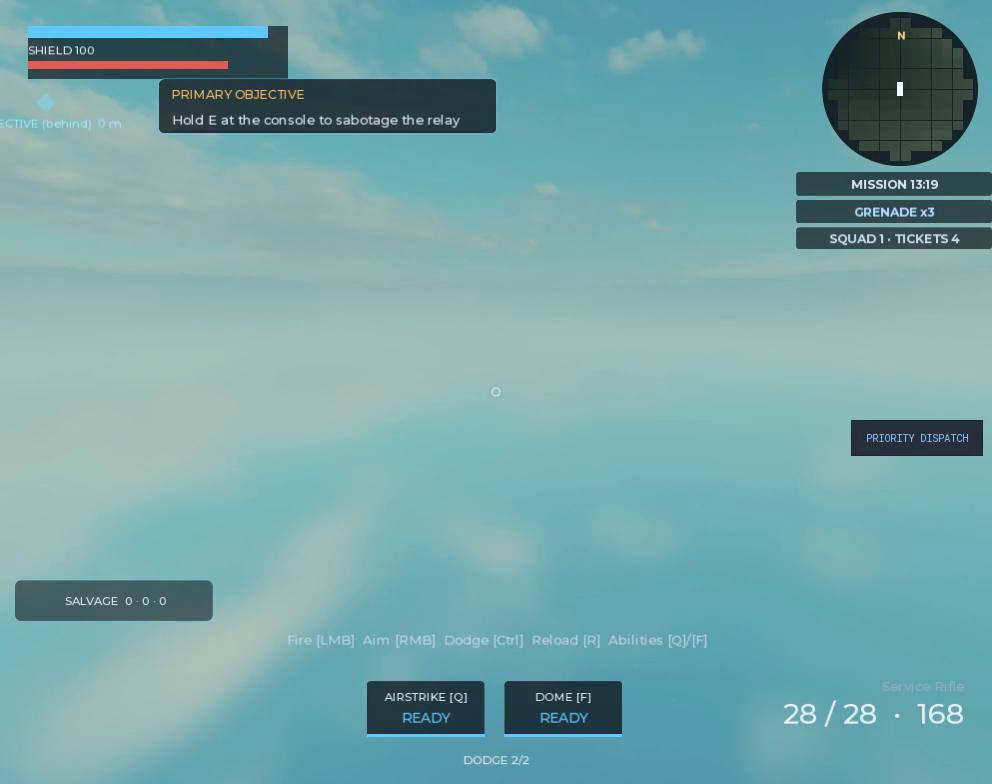 SHIELD 100
ECTIVE (behind) 0 m
PRIMARY OBJECTIVE
Hold E at the console to sabotage the relay
N
MISSION 13:19
GRENADE x3
SQUAD 1 · TICKETS 4
PRIORITY DISPATCH
SALVAGE 0 · 0 · 0
Fire [LMB] Aim [RMB] Dodge [Ctrl] Reload [R] Abilities [Q]/[F]
AIRSTRIKE [Q]
READY
DOME [F]
READY
Service Rifle
28 / 28 · 168
DODGE 2/2